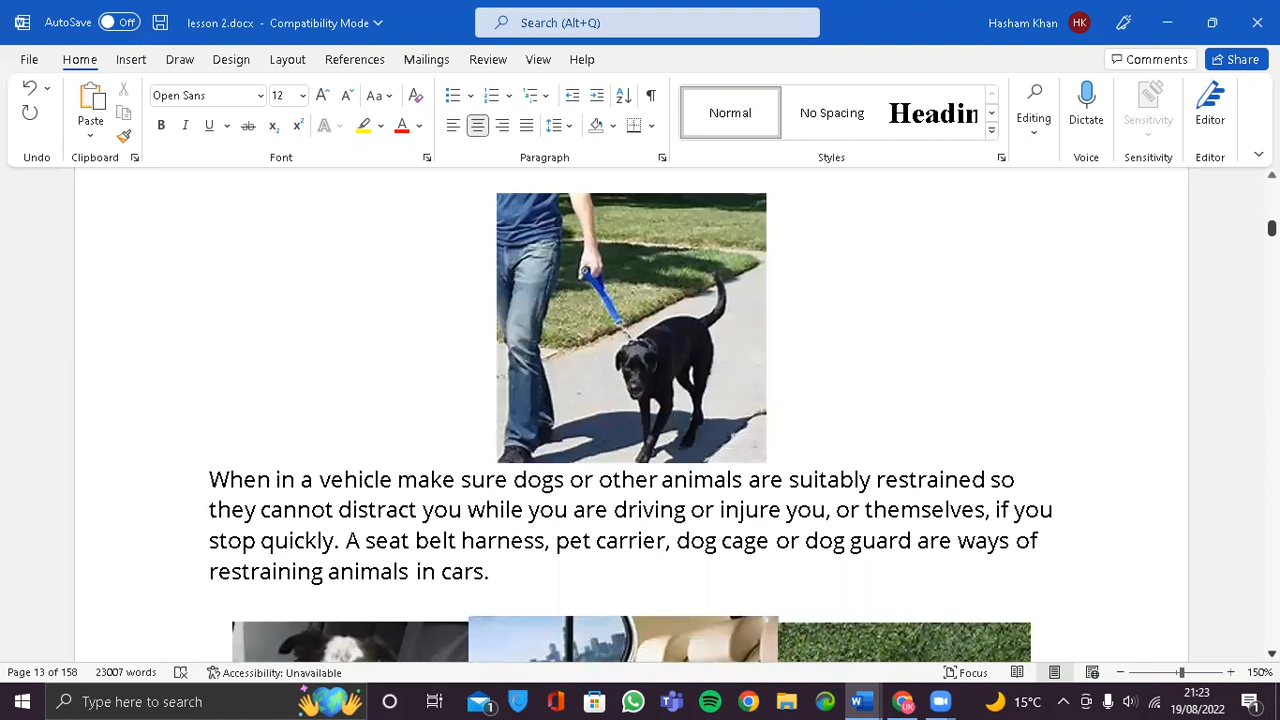 AutoSave Off lesson 2.docx - Compatibility Mode Search (Alt+Q) Hasham Khan HK
File Home Insert Draw Design Layout References Mailings Review View Help Comments Share
Open Sans 12 Aa Normal No Spacing Headin
Paste Editing Dictate Sensitivity Editor
Undo Clipboard Font Paragraph Styles Voice Sensitivity Editor
When in a vehicle make sure dogs or other animals are suitably restrained so
they cannot distract you while you are driving or injure you, or themselves, if you
stop quickly. A seat belt harness, pet carrier, dog cage or dog guard are ways of
restraining animals in cars.
Page 13 of 158 23007 words Accessibility: Unavailable Focus 150%
Type here to search 1 UK 15°C 21:23 1
19/08/2022